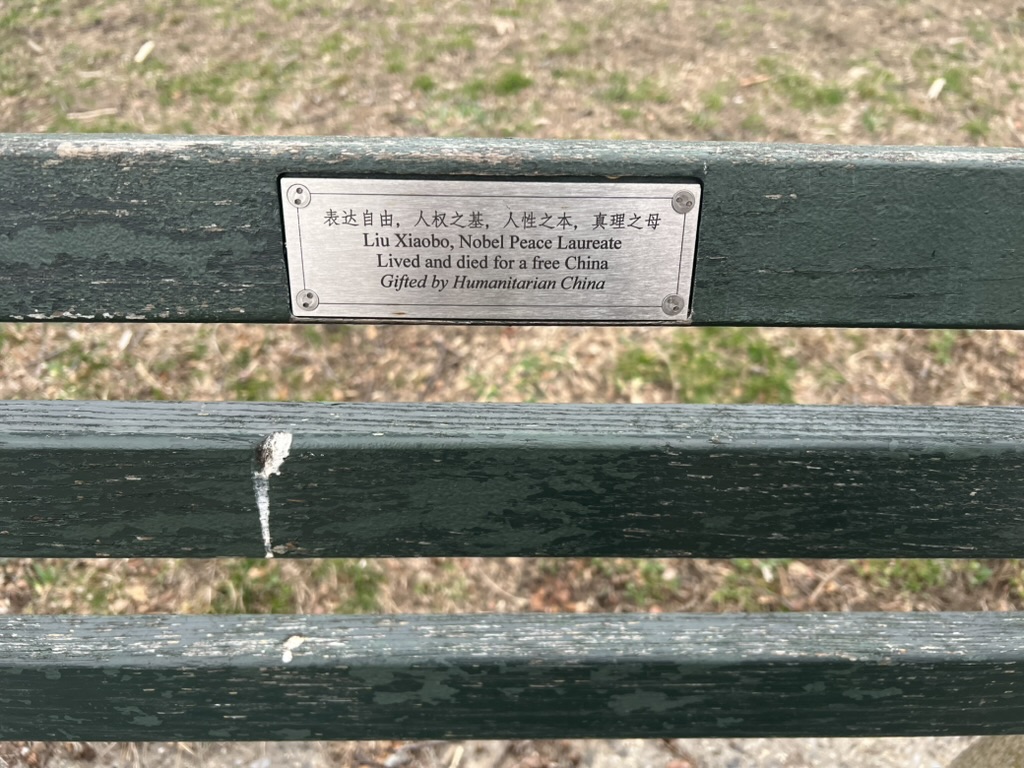 表达自由，人权之基，人性之本，真理之母
Liu Xiaobo, Nobel Peace Laureate
Lived and died for a free China
Gifted by Humanitarian China